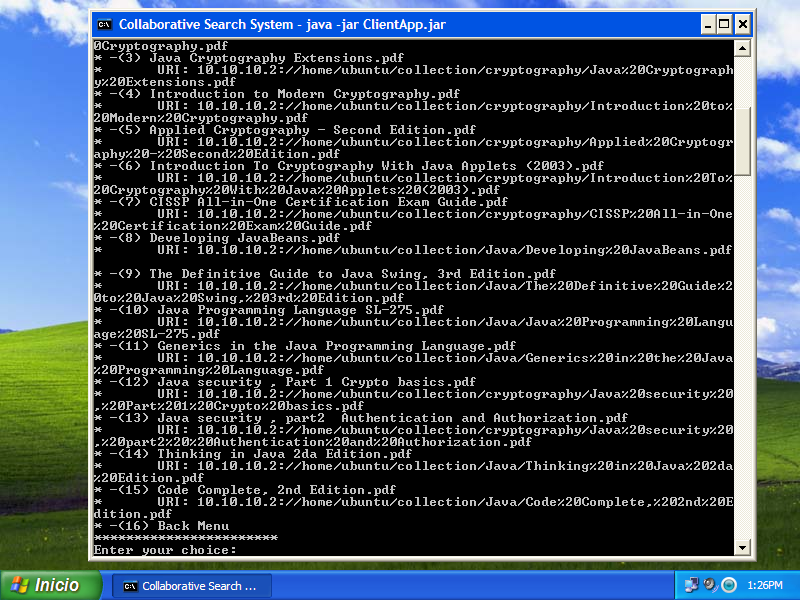 Collaborative Search System - java -jar ClientApp.jar
0Cryptography.pdf
* -(3) Java Cryptography Extensions.pdf
*       URI: 10.10.10.2://home/ubuntu/collection/cryptography/Java%20Cryptograph
y%20Extensions.pdf
* -(4) Introduction to Modern Cryptography.pdf
*       URI: 10.10.10.2://home/ubuntu/collection/cryptography/Introduction%20to%
20Modern%20Cryptography.pdf
* -(5) Applied Cryptography - Second Edition.pdf
*       URI: 10.10.10.2://home/ubuntu/collection/cryptography/Applied%20Cryptogr
aphy%20-%20Second%20Edition.pdf
* -(6) Introduction To Cryptography With Java Applets (2003).pdf
*       URI: 10.10.10.2://home/ubuntu/collection/cryptography/Introduction%20To%
20Cryptography%20With%20Java%20Applets%20(2003).pdf
* -(7) CISSP All-in-One Certification Exam Guide.pdf
*       URI: 10.10.10.2://home/ubuntu/collection/cryptography/CISSP%20All-in-One
%20Certification%20Exam%20Guide.pdf
* -(8) Developing JavaBeans.pdf
*       URI: 10.10.10.2://home/ubuntu/collection/Java/Developing%20JavaBeans.pdf
* -(9) The Definitive Guide to Java Swing, 3rd Edition.pdf
*       URI: 10.10.10.2://home/ubuntu/collection/Java/The%20Definitive%20Guide%2
0to%20Java%20Swing,%203rd%20Edition.pdf
* -(10) Java Programming Language SL-275.pdf
*       URI: 10.10.10.2://home/ubuntu/collection/Java/Java%20Programming%20Langu
age%20SL-275.pdf
* -(11) Generics in the Java Programming Language.pdf
*       URI: 10.10.10.2://home/ubuntu/collection/Java/Generics%20in%20the%20Java
%20Programming%20Language.pdf
* -(12) Java security , Part 1 Crypto basics.pdf
*       URI: 10.10.10.2://home/ubuntu/collection/cryptography/Java%20security%20
,%20Part%201%20Crypto%20basics.pdf
* -(13) Java security , part2  Authentication and Authorization.pdf
*       URI: 10.10.10.2://home/ubuntu/collection/cryptography/Java%20security%20
,%20part2%20%20Authentication%20and%20Authorization.pdf
* -(14) Thinking in Java 2da Edition.pdf
*       URI: 10.10.10.2://home/ubuntu/collection/Java/Thinking%20in%20Java%202da
%20Edition.pdf
* -(15) Code Complete, 2nd Edition.pdf
*       URI: 10.10.10.2://home/ubuntu/collection/Java/Code%20Complete,%202nd%20E
dition.pdf
* -(16) Back Menu
***********************
Enter your choice:
Inicio
Collaborative Search ...
1:26PM